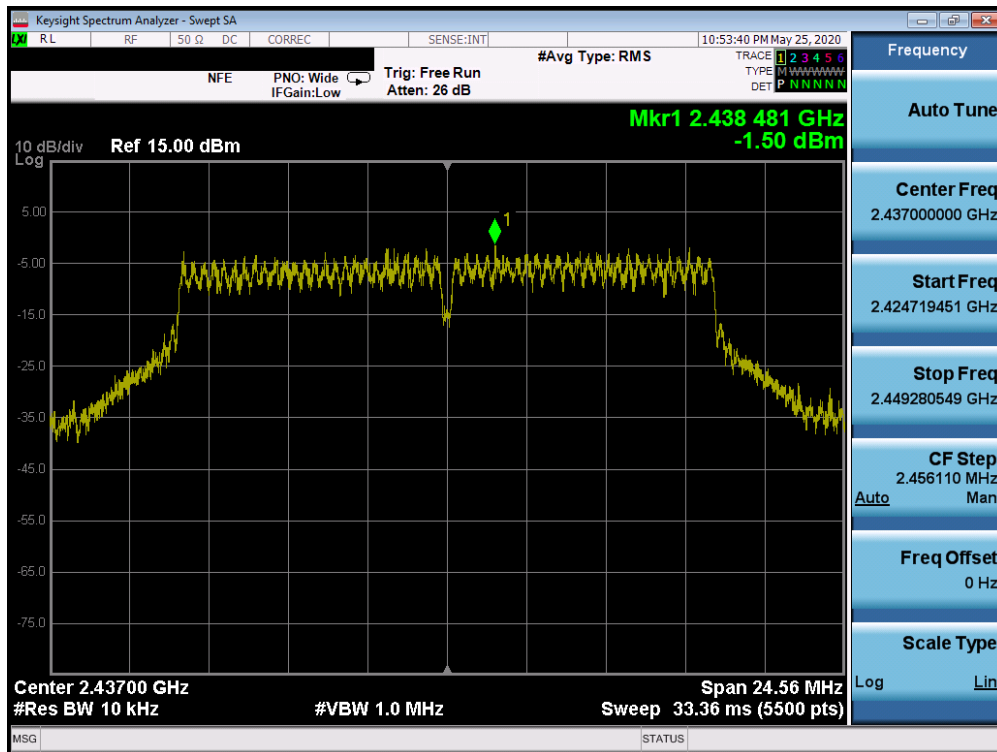 Keysight Spectrum Analyzer - Swept SA
LXI RL RF 50 Ω DC CORREC SENSE:INT 10:53:40 PM May 25, 2020
Frequency
#Avg Type: RMS
TRACE 1 2 3 4 5 6
TYPE M WWWWW
DET P N N N N N
NFE
PNO: Wide
IFGain:Low
Trig: Free Run
Atten: 26 dB
Mkr1 2.438 481 GHz
-1.50 dBm
10 dB/div
Log
Ref 15.00 dBm
1
5.00
-5.00
-15.0
-25.0
-35.0
-45.0
-55.0
-65.0
-75.0
Center 2.43700 GHz
Span 24.56 MHz
#Res BW 10 kHz
#VBW 1.0 MHz
Sweep 33.36 ms (5500 pts)
Auto Tune
Center Freq
2.437000000 GHz
Start Freq
2.424719451 GHz
Stop Freq
2.449280549 GHz
CF Step
2.456110 MHz
Auto Man
Freq Offset
0 Hz
Scale Type
Log Lin
MSG
STATUS